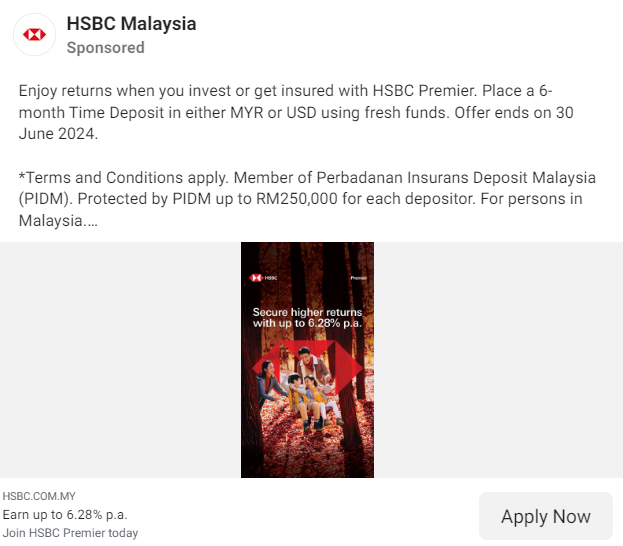 HSBC Malaysia
Sponsored
Enjoy returns when you invest or get insured with HSBC Premier. Place a 6-
month Time Deposit in either MYR or USD using fresh funds. Offer ends on 30
June 2024.
*Terms and Conditions apply. Member of Perbadanan Insurans Deposit Malaysia
(PIDM). Protected by PIDM up to RM250,000 for each depositor. For persons in
Malaysia....
HSBC Premier
Secure higher returns
with up to 6.28% p.a.
HSBC.COM.MY
Earn up to 6.28% p.a.
Join HSBC Premier today
Apply Now